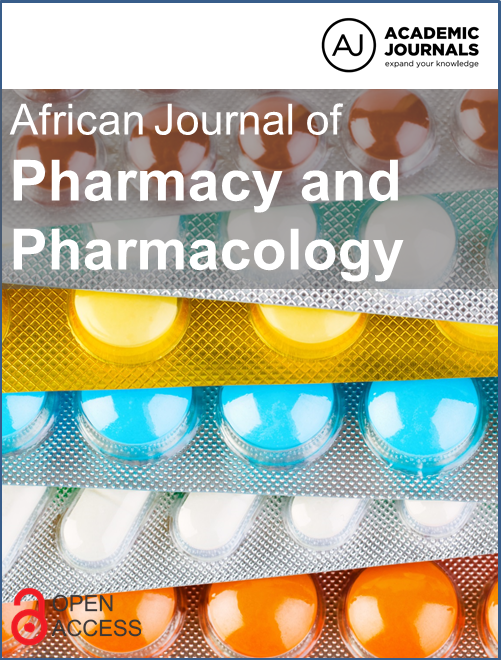 AJ
ACADEMIC
JOURNALS
expand your knowledge
African Journal of
Pharmacy and
Pharmacology
OPEN
ACCESS